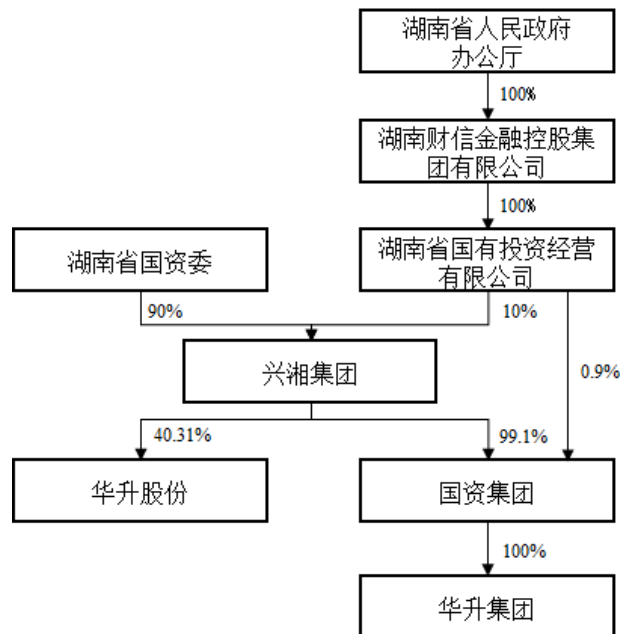 湖南省人民政府
办公厅
100%
湖南财信金融控股集
团有限公司
100%
湖南省国资委
湖南省国有投资经营
有限公司
90%
10%
兴湘集团
0.9%
40.31%
99.1%
华升股份
国资集团
100%
华升集团